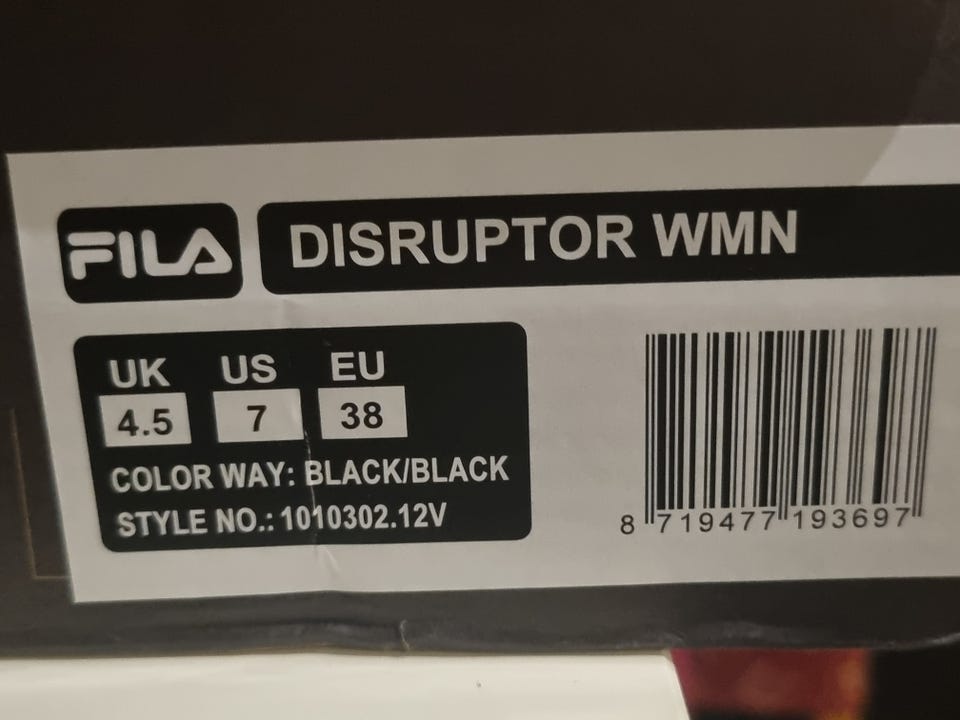 FILA DISRUPTOR WMN
UK US EU
4.5 7 38
COLOR WAY: BLACK/BLACK
STYLE NO.: 1010302.12V
8 719477 193697